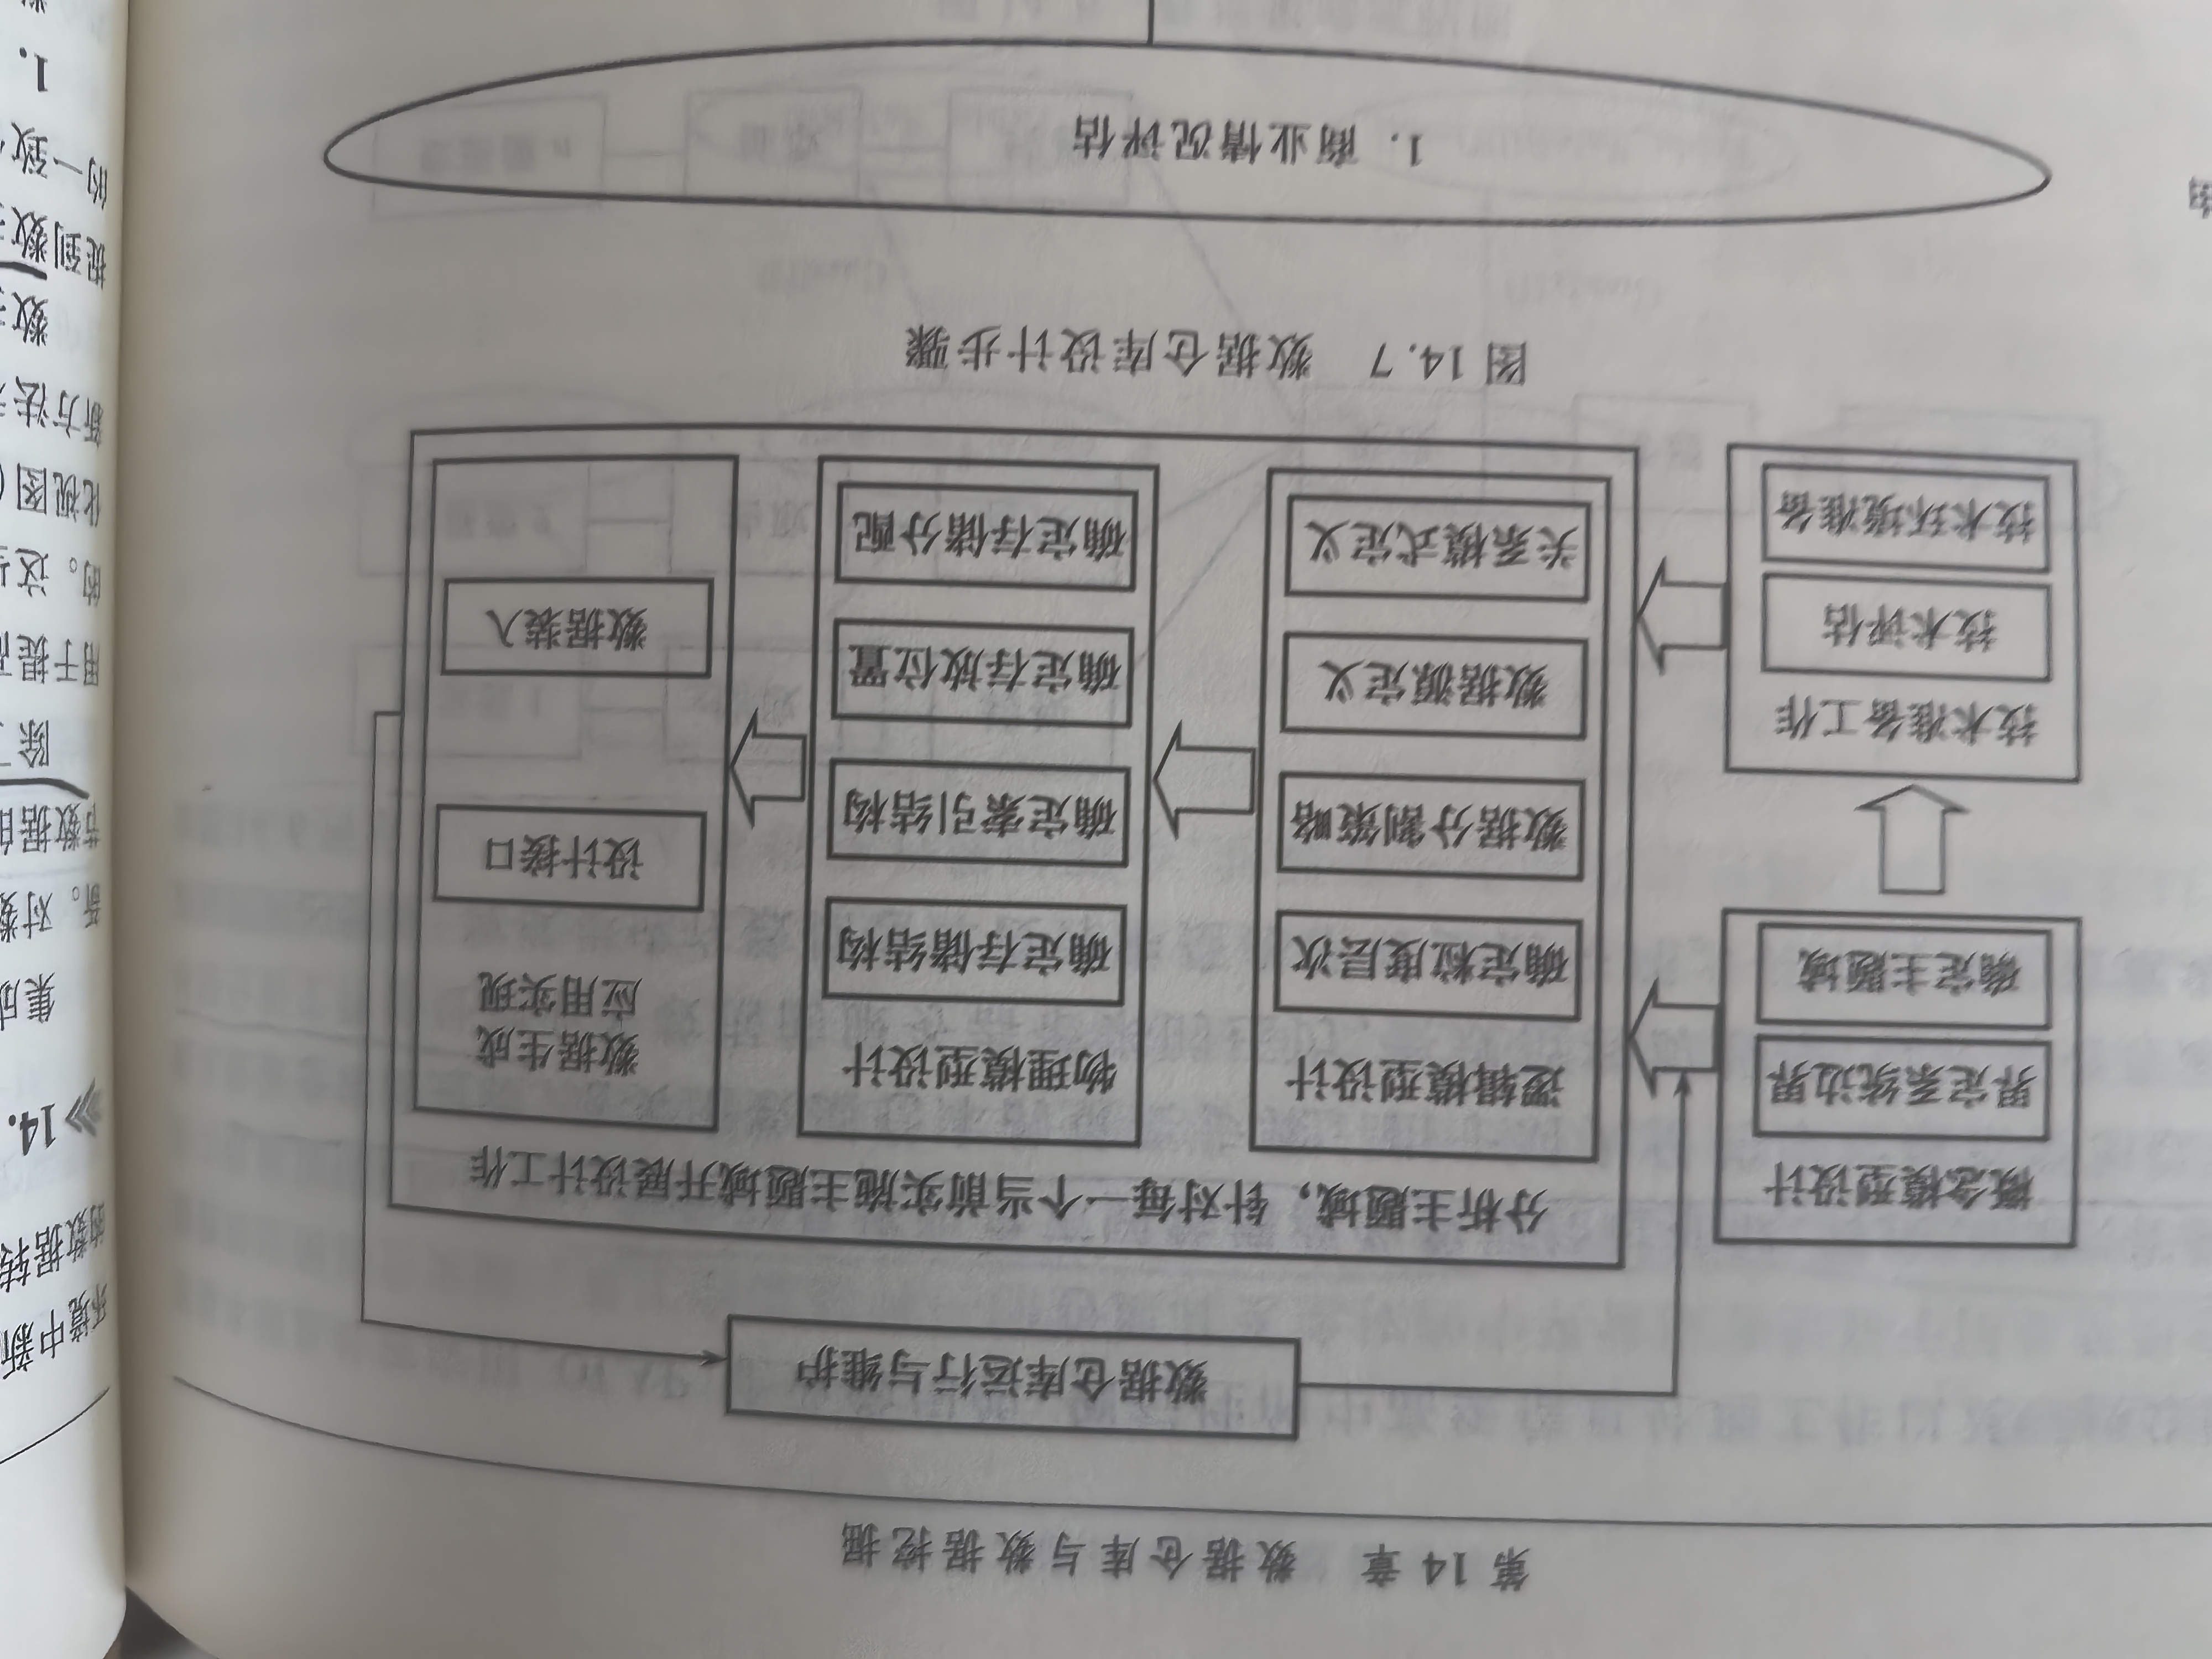 第 14 章 数据仓库与数据挖掘
数据仓库运行与维护
概念模型设计
界定系统边界
确定主题域
技术准备工作
技术评估
技术环境准备
分析主题域，针对每一个当前实施主题域开展设计工作
逻辑模型设计
确定粒度层次
数据分割策略
数据源定义
关系模式定义
物理模型设计
确定存储结构
确定索引结构
确定存放位置
确定存储分配
数据生成
应用实现
设计接口
数据装入
图 14.7 数据仓库设计步骤
1. 商业情况评估
环境中新
的数据转
14.
集成
新。对数
节数据的
用于提高
的。这些
化视图(
新方法
数据
捉到数
的一致
1.